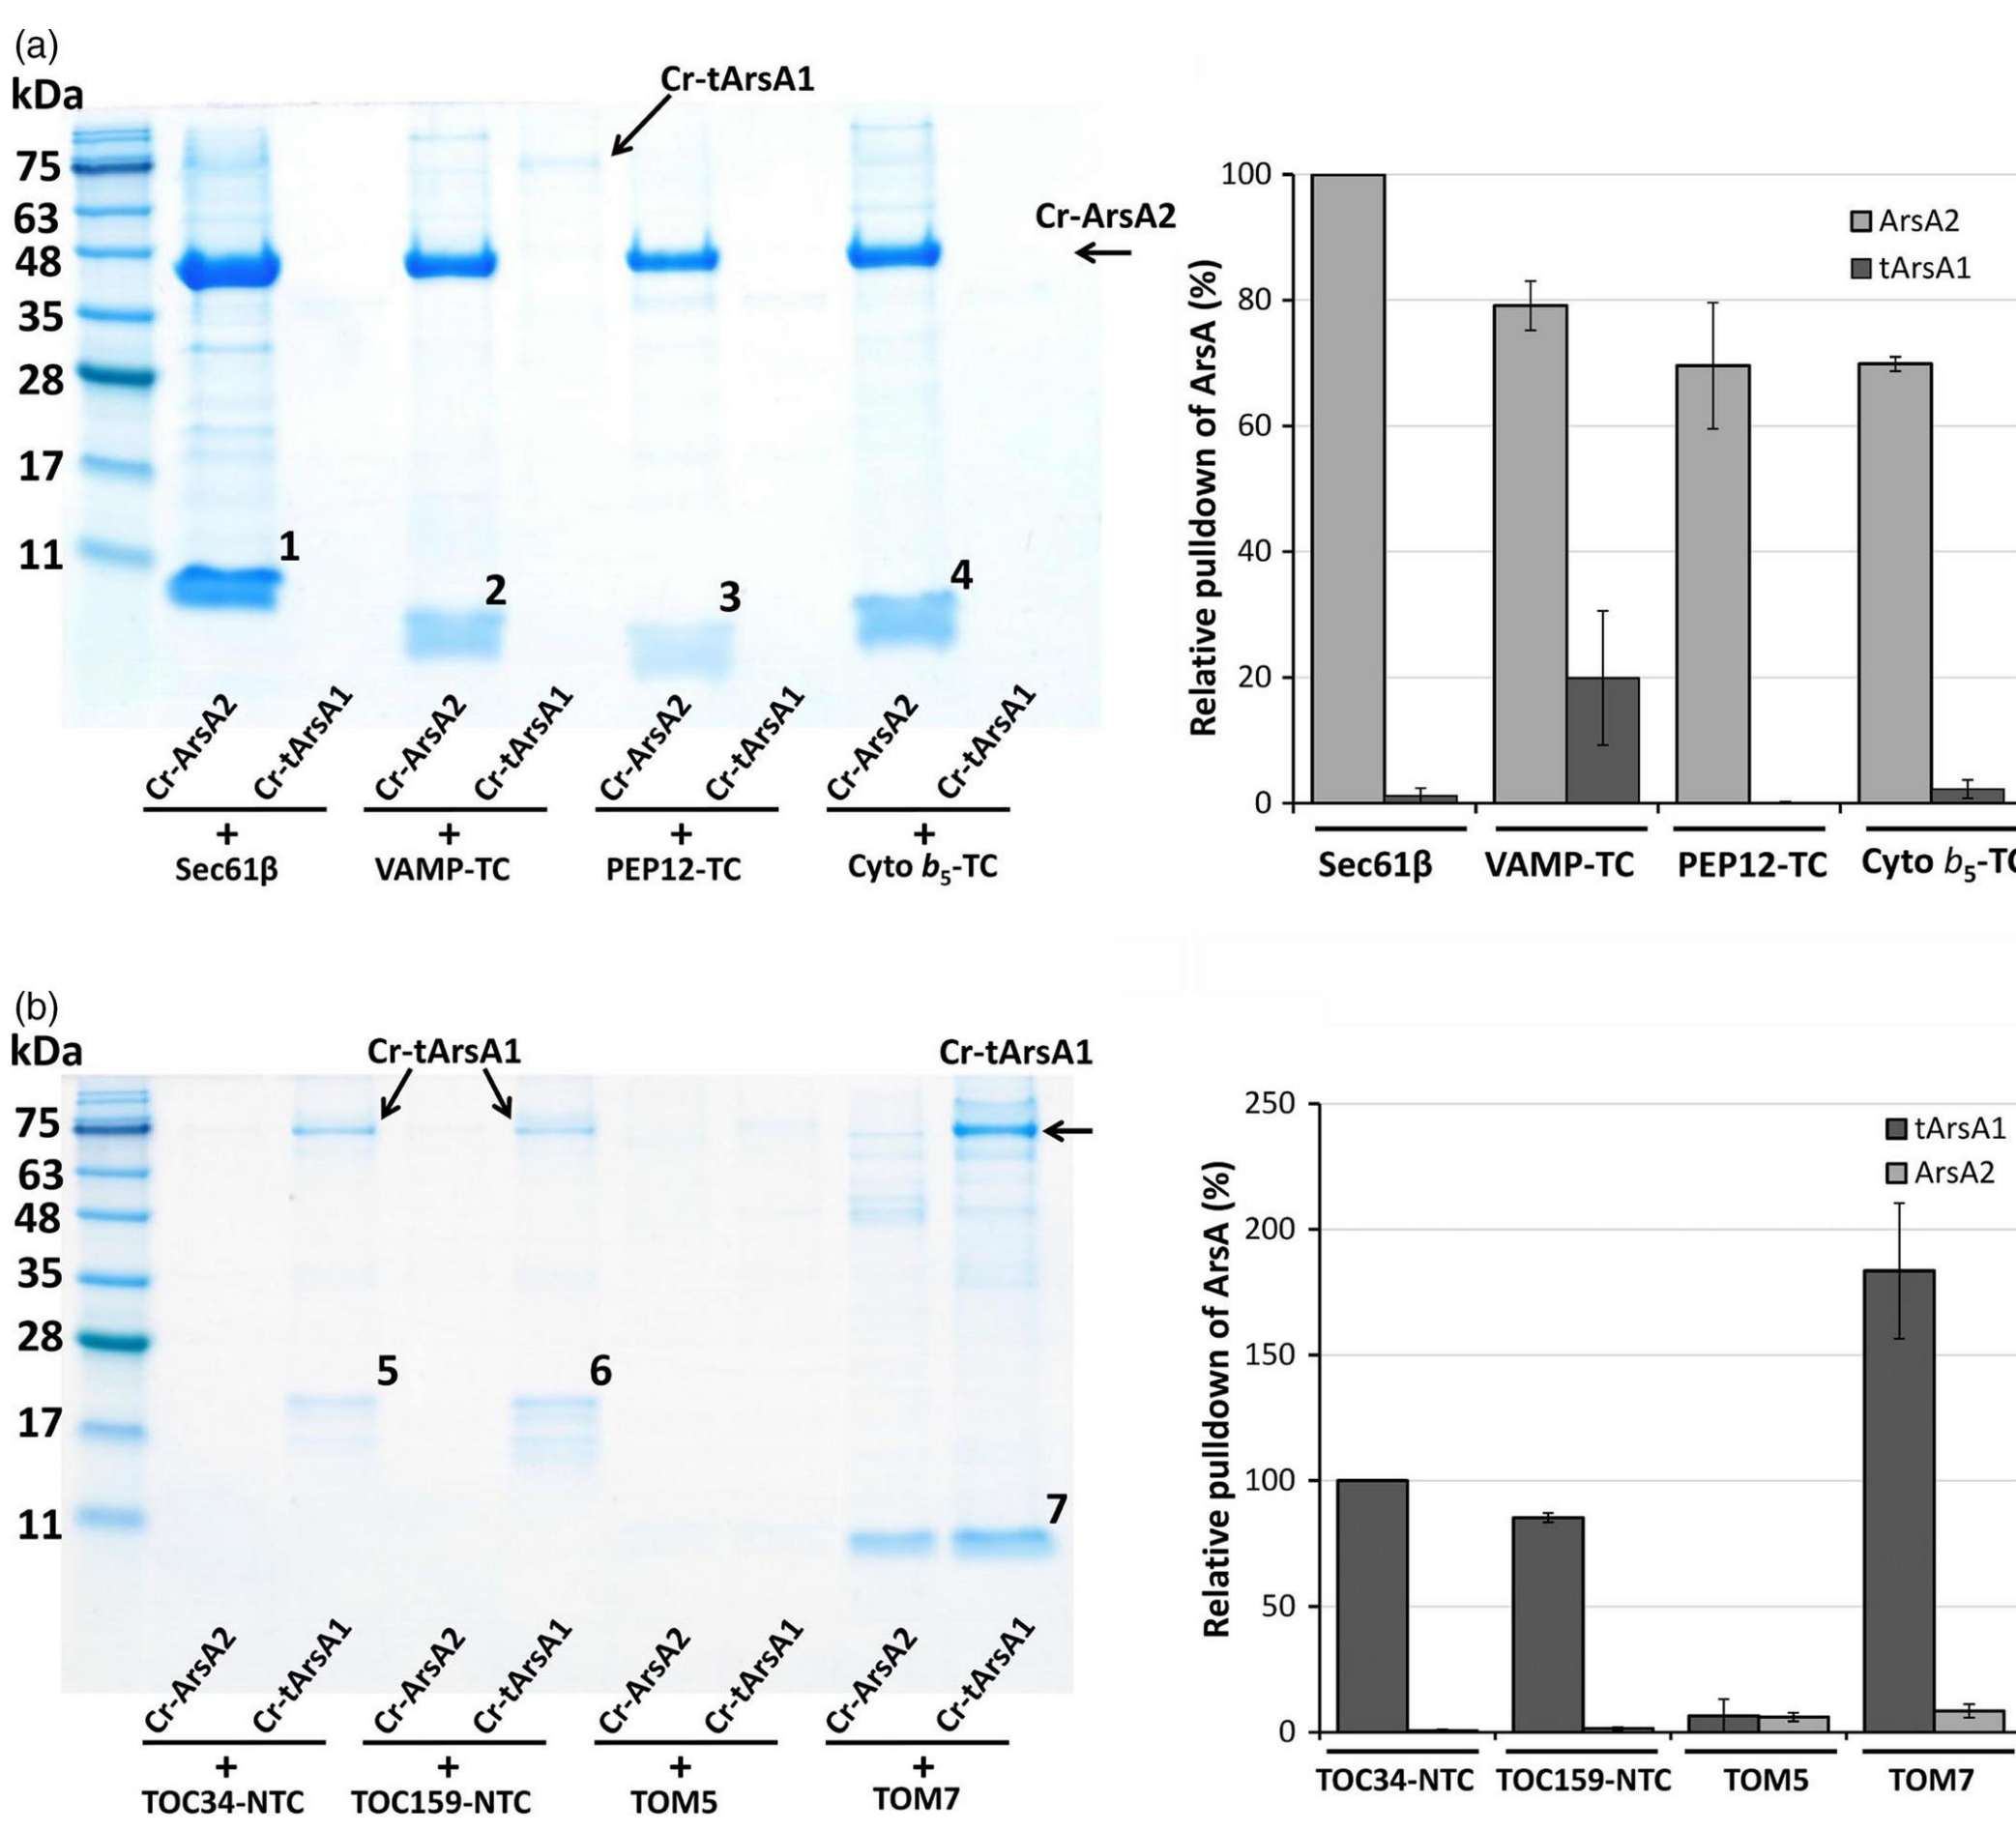 (a)
kDa
Cr-tArsA1
Cr-ArsA2
75
63
48
35
28
17
11
1
2
3
4
Cr-ArsA2
Cr-tArsA1
Cr-ArsA2
Cr-tArsA1
Cr-ArsA2
Cr-tArsA1
Cr-ArsA2
Cr-tArsA1
+ + + +
Sec61β VAMP-TC PEP12-TC Cyto b₅-TC
Relative pulldown of ArsA (%)
100
80
60
40
20
0
ArsA2
tArsA1
Sec61β VAMP-TC PEP12-TC Cyto b₅-TC
(b)
kDa
Cr-tArsA1
Cr-tArsA1
75
63
48
35
28
17
11
5
6
7
Cr-ArsA2
Cr-tArsA1
Cr-ArsA2
Cr-tArsA1
Cr-ArsA2
Cr-tArsA1
Cr-ArsA2
Cr-tArsA1
+ + + +
TOC34-NTC TOC159-NTC TOM5 TOM7
Relative pulldown of ArsA (%)
250
200
150
100
50
0
tArsA1
ArsA2
TOC34-NTC TOC159-NTC TOM5 TOM7